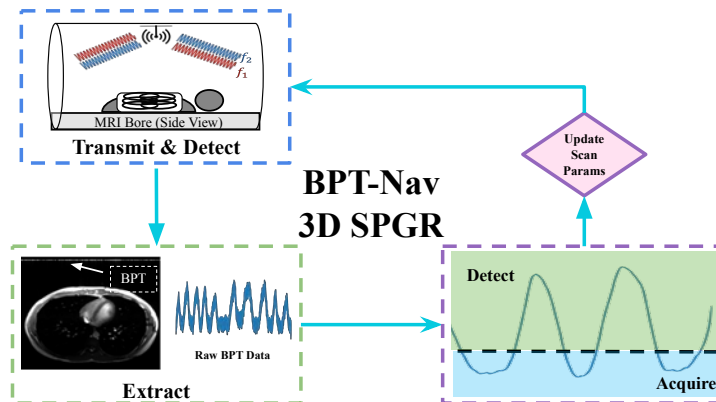 f₂
f₁
MRI Bore (Side View)
Transmit & Detect
Update
Scan
Params
BPT-Nav
3D SPGR
BPT
Raw BPT Data
Extract
Detect
Acquire